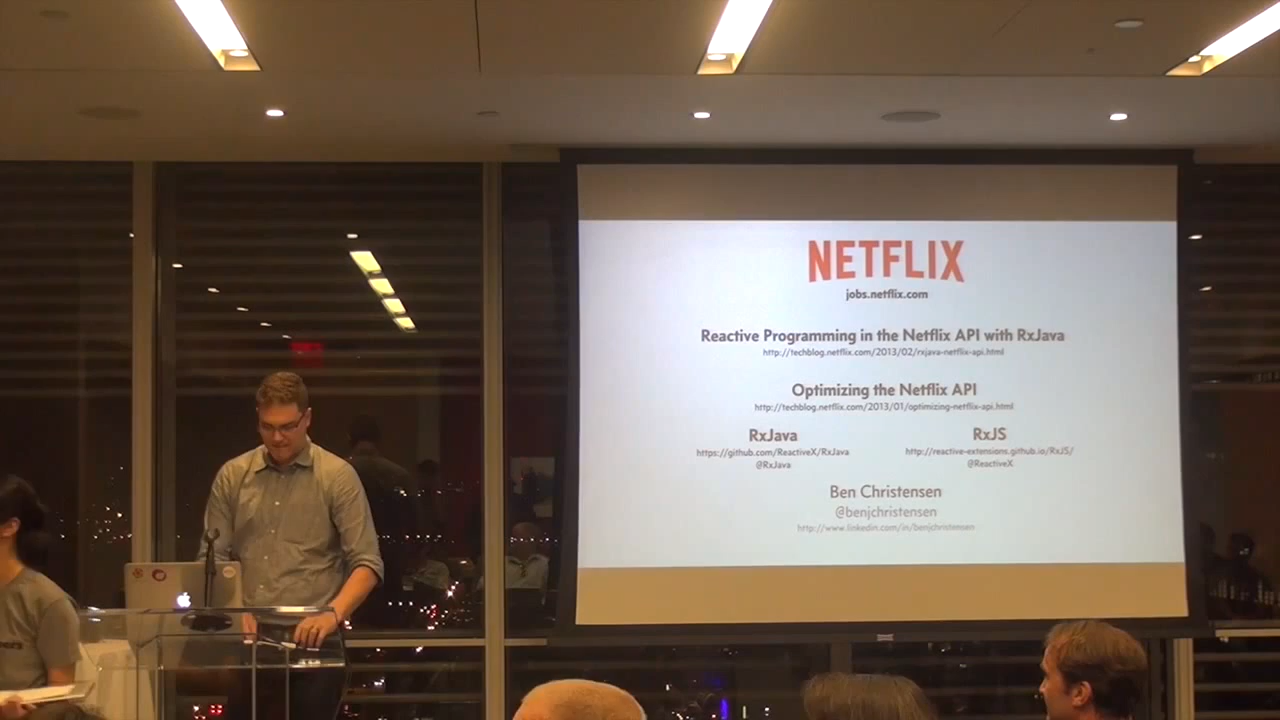 NETFLIX
jobs.netflix.com
Reactive Programming in the Netflix API with RxJava
http://techblog.netflix.com/2013/02/rxjava-netflix-api.html
Optimizing the Netflix API
http://techblog.netflix.com/2013/01/optimizing-netflix-api.html
RxJava
https://github.com/ReactiveX/RxJava
@RxJava
RxJS
http://reactive-extensions.github.io/RxJS/
@ReactiveX
Ben Christensen
@benjchristensen
http://www.linkedin.com/in/benjchristensen